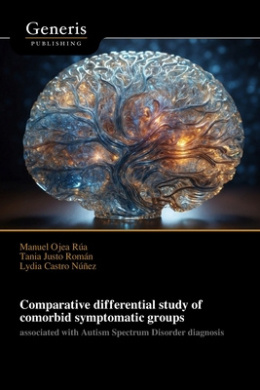 Generis
PUBLISHING
Manuel Ojea Rúa
Tania Justo Román
Lydia Castro Núñez
Comparative differential study of
comorbid symptomatic groups
associated with Autism Spectrum Disorder diagnosis